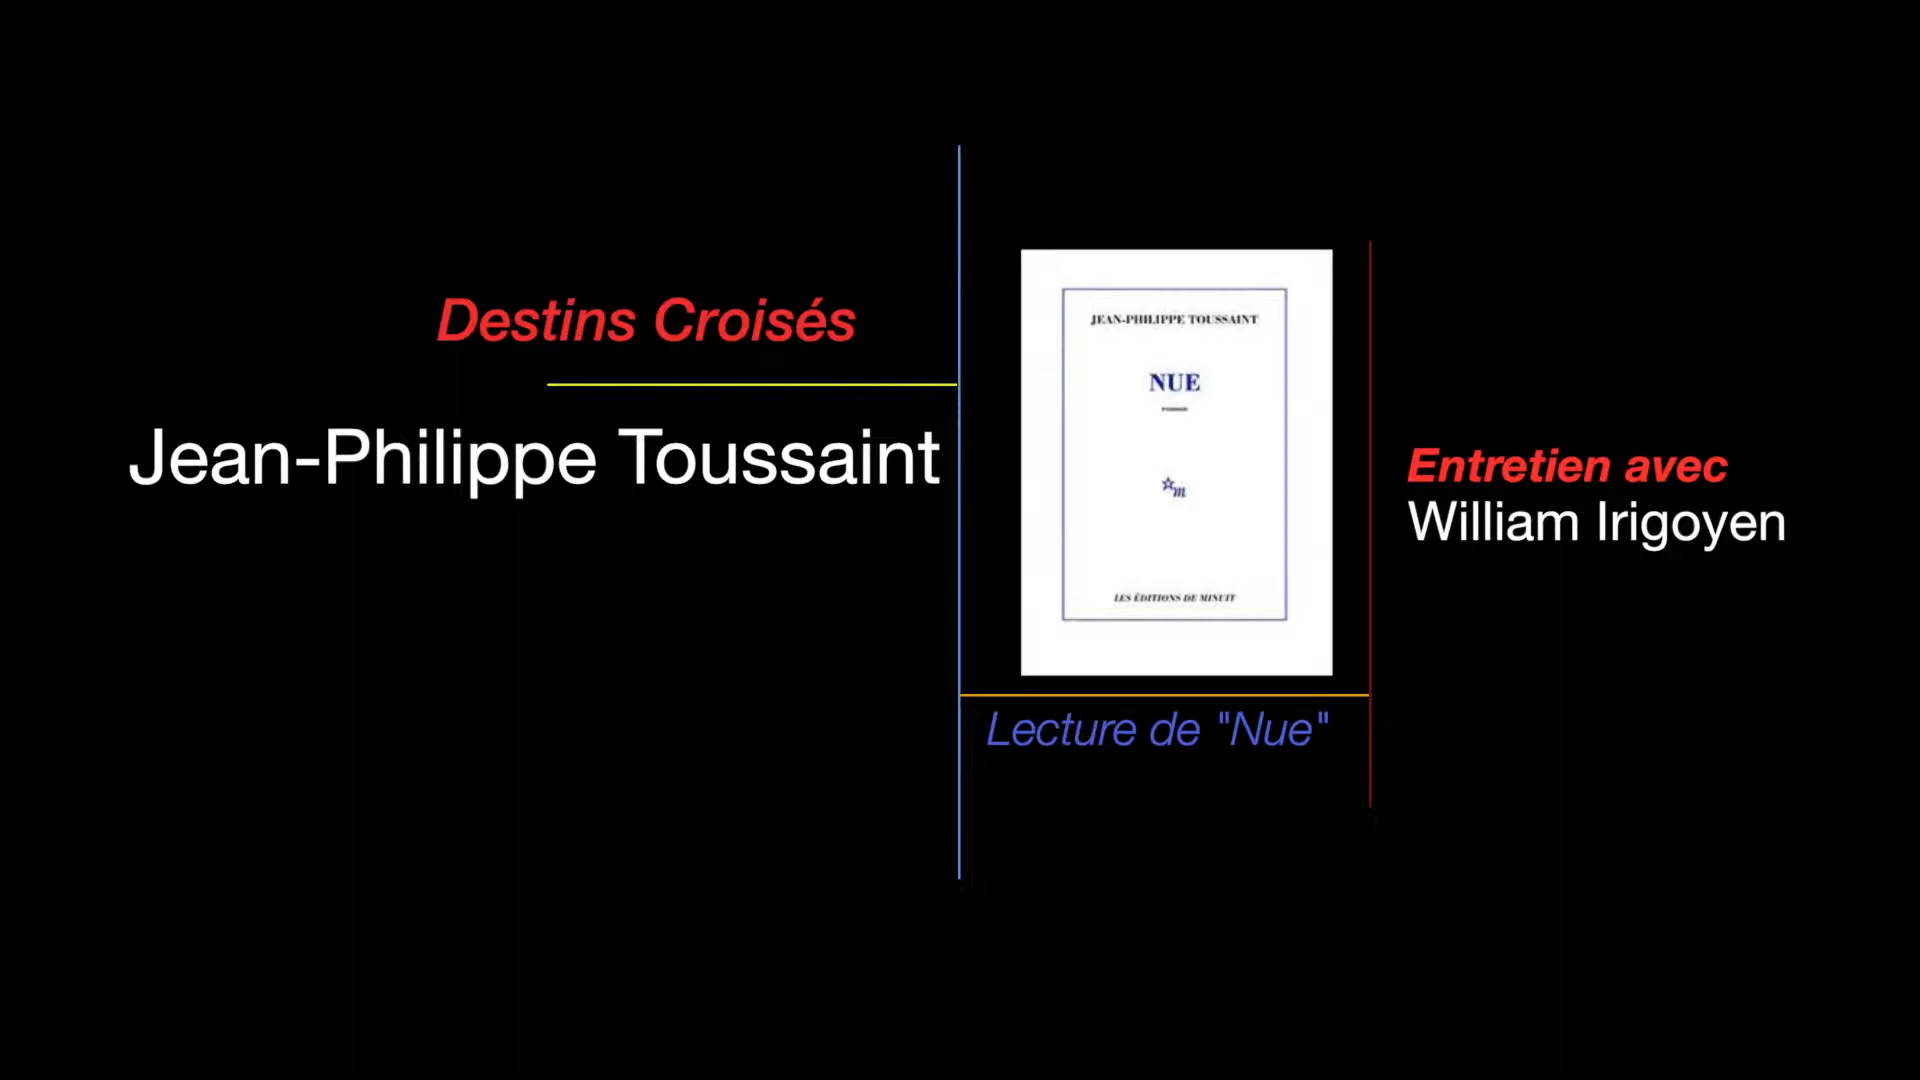 Destins Croisés
Jean-Philippe Toussaint
JEAN-PHILIPPE TOUSSAINT
NUE
roman
m
LES ÉDITIONS DE MINUIT
Lecture de "Nue"
Entretien avec
William Irigoyen